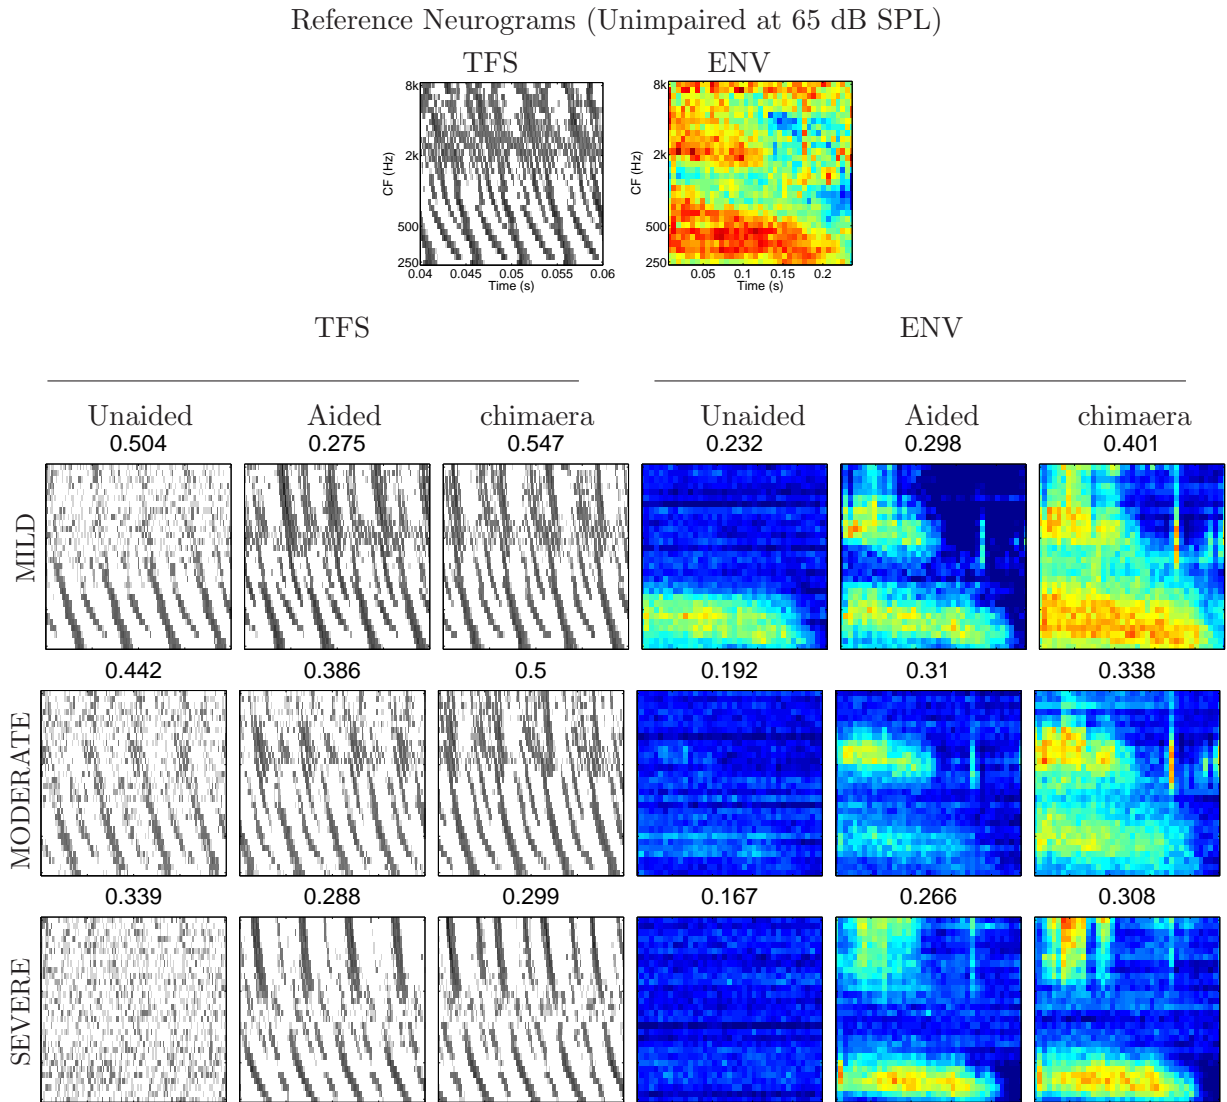 Reference Neurograms (Unimpaired at 65 dB SPL)
TFS ENV
8k 2k 500 250
CF (Hz)
0.04 0.045 0.05 0.055 0.06
Time (s)
8k 2k 500 250
CF (Hz)
0.05 0.1 0.15 0.2
Time (s)
TFS ENV
Unaided Aided chimaera Unaided Aided chimaera
0.504 0.275 0.547 0.232 0.298 0.401
MILD
0.442 0.386 0.5 0.192 0.31 0.338
MODERATE
0.339 0.288 0.299 0.167 0.266 0.308
SEVERE